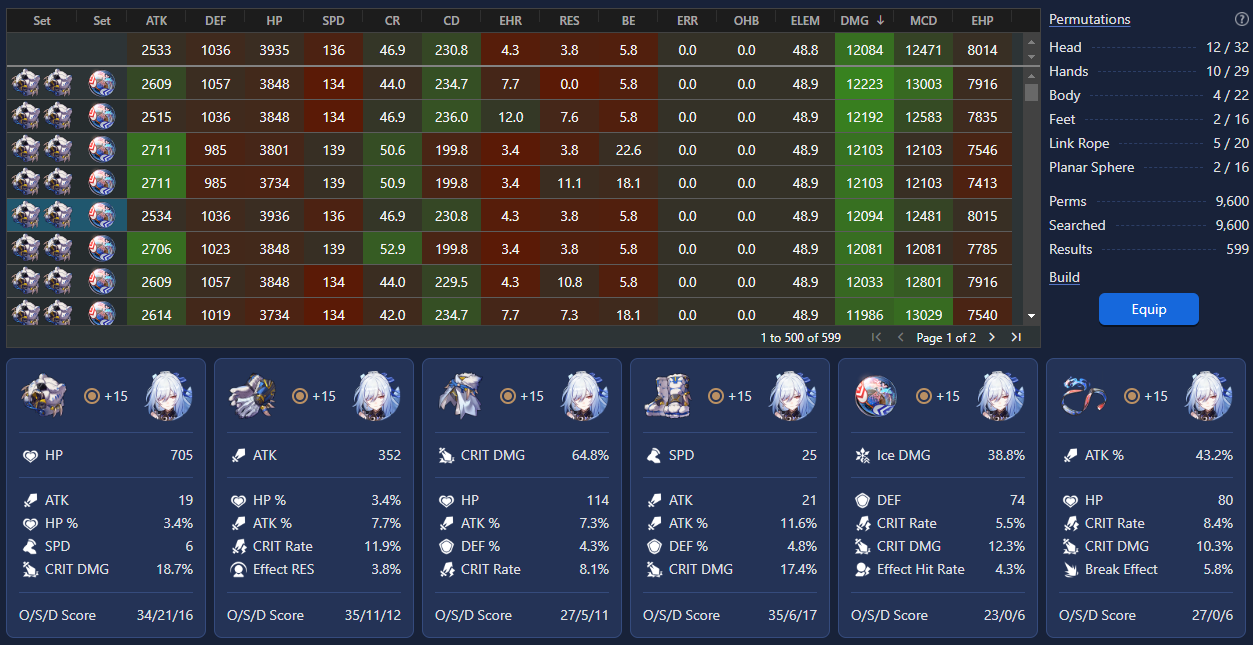 Set Set ATK DEF HP SPD CR CD EHR RES BE ERR OHB ELEM DMG ↓ MCD EHP
2533 1036 3935 136 46.9 230.8 4.3 3.8 5.8 0.0 0.0 48.8 12084 12471 8014
2609 1057 3848 134 44.0 234.7 7.7 0.0 5.8 0.0 0.0 48.9 12223 13003 7916
2515 1036 3848 134 46.9 236.0 12.0 7.6 5.8 0.0 0.0 48.9 12192 12583 7835
2711 985 3801 139 50.6 199.8 3.4 3.8 22.6 0.0 0.0 48.9 12103 12103 7546
2711 985 3734 139 50.9 199.8 3.4 11.1 18.1 0.0 0.0 48.9 12103 12103 7413
2534 1036 3936 136 46.9 230.8 4.3 3.8 5.8 0.0 0.0 48.9 12094 12481 8015
2706 1023 3848 139 52.9 199.8 3.4 3.8 5.8 0.0 0.0 48.9 12081 12081 7785
2609 1057 3848 134 44.0 229.5 4.3 10.8 5.8 0.0 0.0 48.9 12033 12801 7916
2614 1019 3734 134 42.0 234.7 7.7 7.3 18.1 0.0 0.0 48.9 11986 13029 7540
1 to 500 of 599 Page 1 of 2
Permutations ?
Head 12 / 32
Hands 10 / 29
Body 4 / 22
Feet 2 / 16
Link Rope 5 / 20
Planar Sphere 2 / 16
Perms 9,600
Searched 9,600
Results 599
Build
Equip
+15
HP 705
ATK 19
HP % 3.4%
SPD 6
CRIT DMG 18.7%
O/S/D Score 34/21/16
+15
ATK 352
HP % 3.4%
ATK % 7.7%
CRIT Rate 11.9%
Effect RES 3.8%
O/S/D Score 35/11/12
+15
CRIT DMG 64.8%
HP 114
ATK % 7.3%
DEF % 4.3%
CRIT Rate 8.1%
O/S/D Score 27/5/11
+15
SPD 25
ATK 21
ATK % 11.6%
DEF % 4.8%
CRIT DMG 17.4%
O/S/D Score 35/6/17
+15
Ice DMG 38.8%
DEF 74
CRIT Rate 5.5%
CRIT DMG 12.3%
Effect Hit Rate 4.3%
O/S/D Score 23/0/6
+15
ATK % 43.2%
HP 80
CRIT Rate 8.4%
CRIT DMG 10.3%
Break Effect 5.8%
O/S/D Score 27/0/6